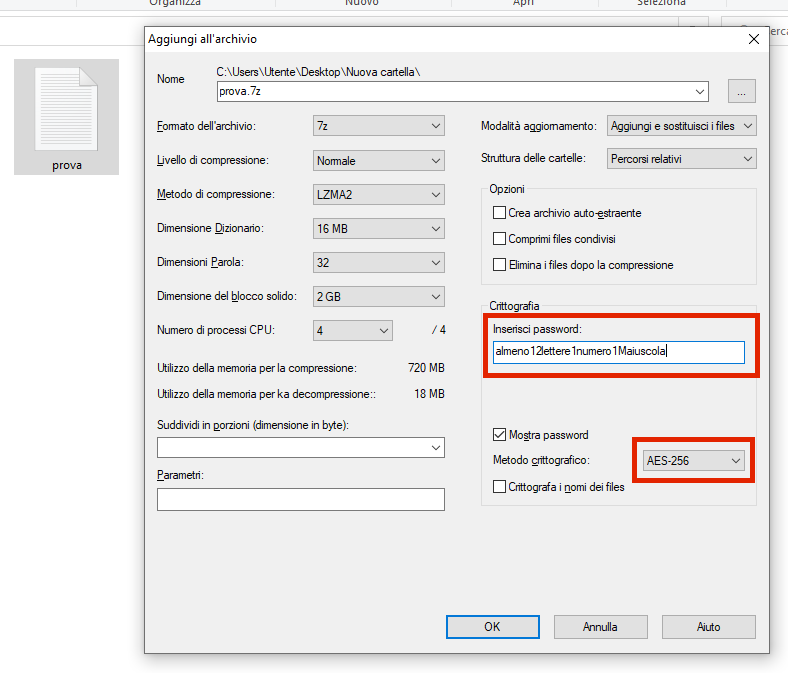 Organizza Nuovo Apri Seleziona
Aggiungi all'archivio
prova
Nome
C:\Users\Utente\Desktop\Nuova cartella\
prova.7z
...
Formato dell'archivio: 7z
Livello di compressione: Normale
Metodo di compressione: LZMA2
Dimensione Dizionario: 16 MB
Dimensioni Parola: 32
Dimensione del blocco solido: 2 GB
Numero di processi CPU: 4 / 4
Utilizzo della memoria per la compressione: 720 MB
Utilizzo della memoria per ka decompressione:: 18 MB
Suddividi in porzioni (dimensione in byte):
Parametri:
Modalità aggiornamento: Aggiungi e sostituisci i files
Struttura delle cartelle: Percorsi relativi
Opzioni
Crea archivio auto-estraente
Comprimi files condivisi
Elimina i files dopo la compressione
Crittografia
Inserisci password:
almeno12lettere1numero1Maiuscola
Mostra password
Metodo crittografico: AES-256
Crittografa i nomi dei files
OK Annulla Aiuto